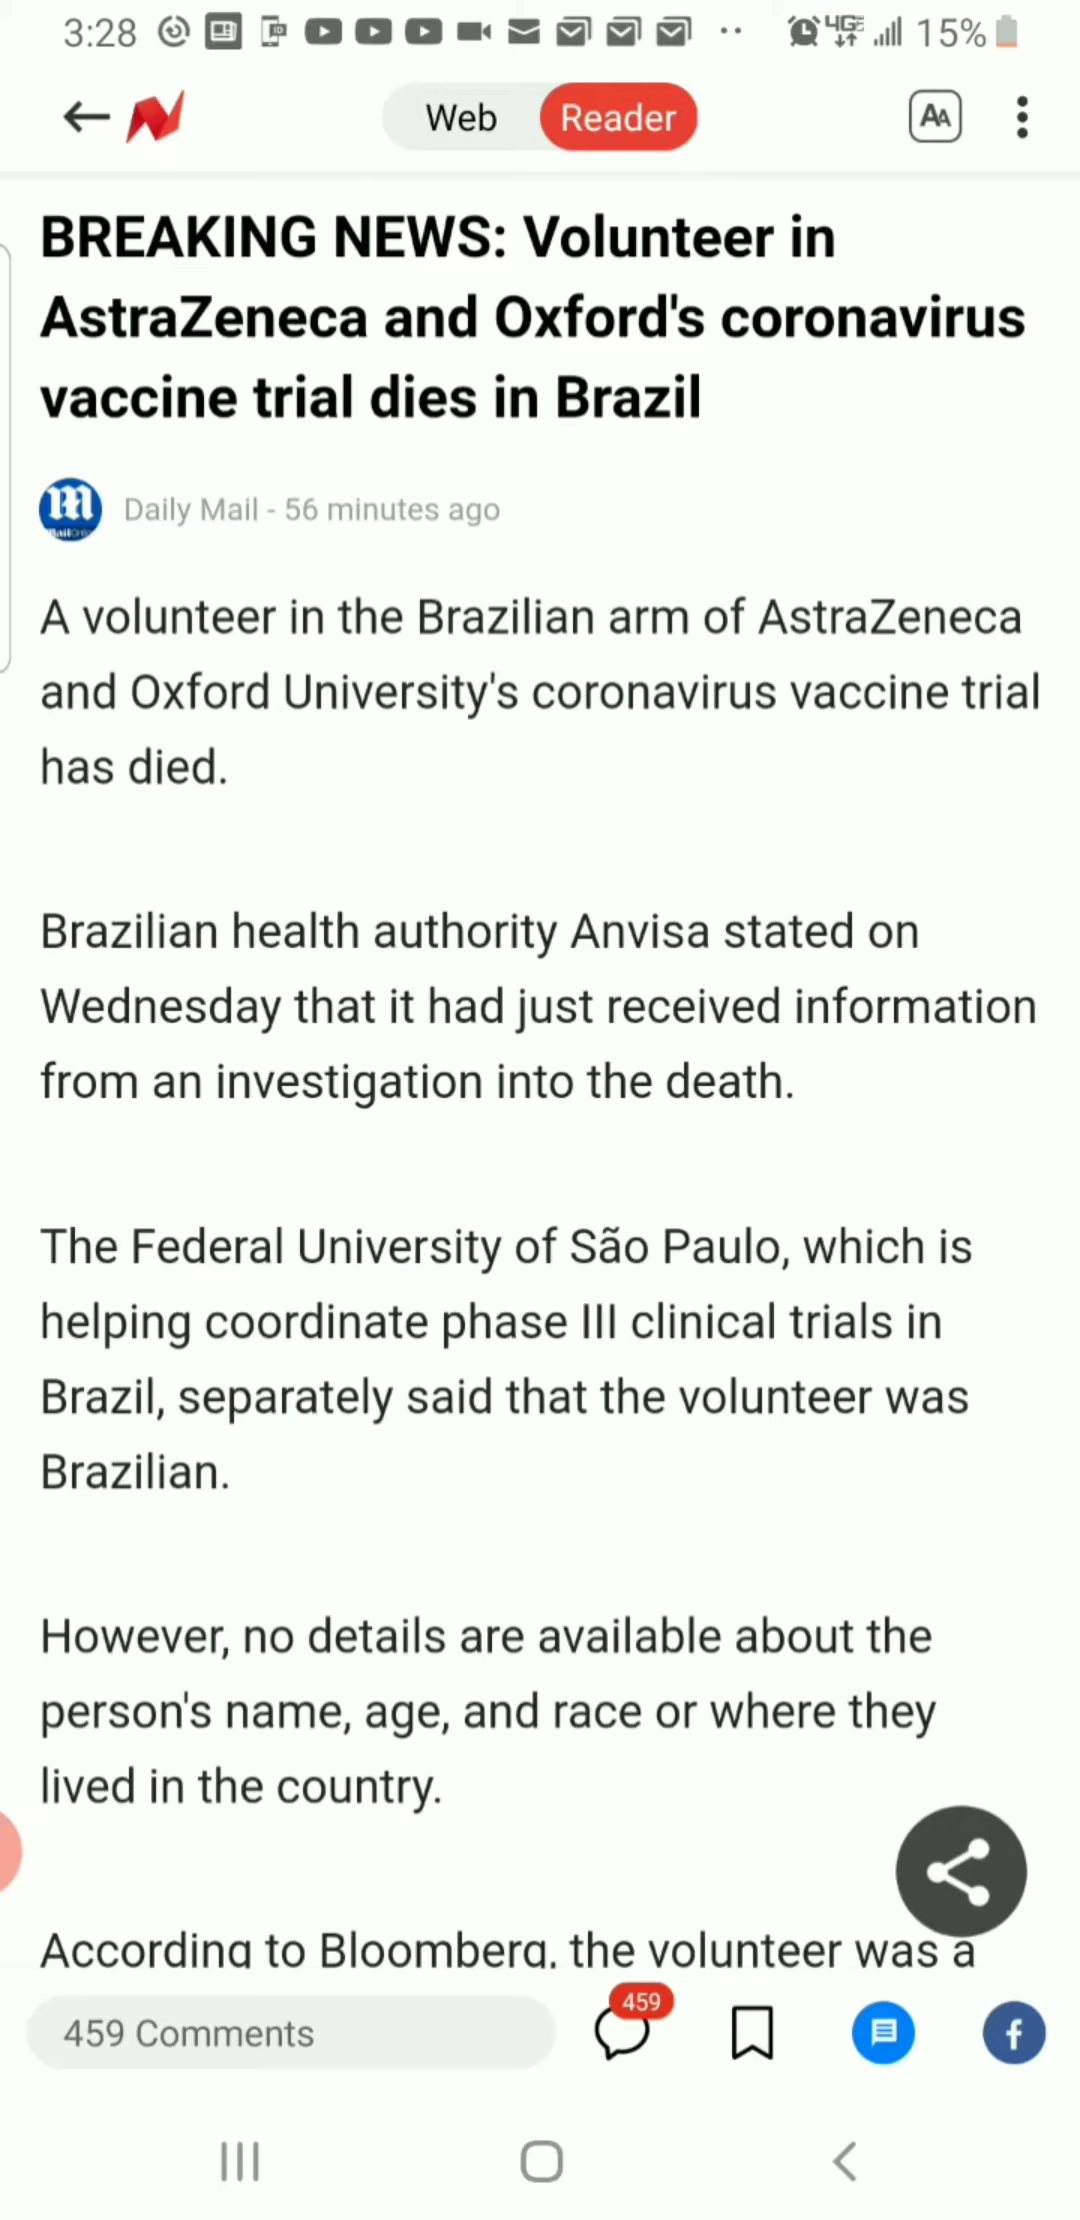 3:28 4GE 15%
Web Reader AA
BREAKING NEWS: Volunteer in
AstraZeneca and Oxford's coronavirus
vaccine trial dies in Brazil
Daily Mail - 56 minutes ago
A volunteer in the Brazilian arm of AstraZeneca
and Oxford University's coronavirus vaccine trial
has died.
Brazilian health authority Anvisa stated on
Wednesday that it had just received information
from an investigation into the death.
The Federal University of São Paulo, which is
helping coordinate phase III clinical trials in
Brazil, separately said that the volunteer was
Brazilian.
However, no details are available about the
person's name, age, and race or where they
lived in the country.
According to Bloomberg, the volunteer was a
459
459 Comments